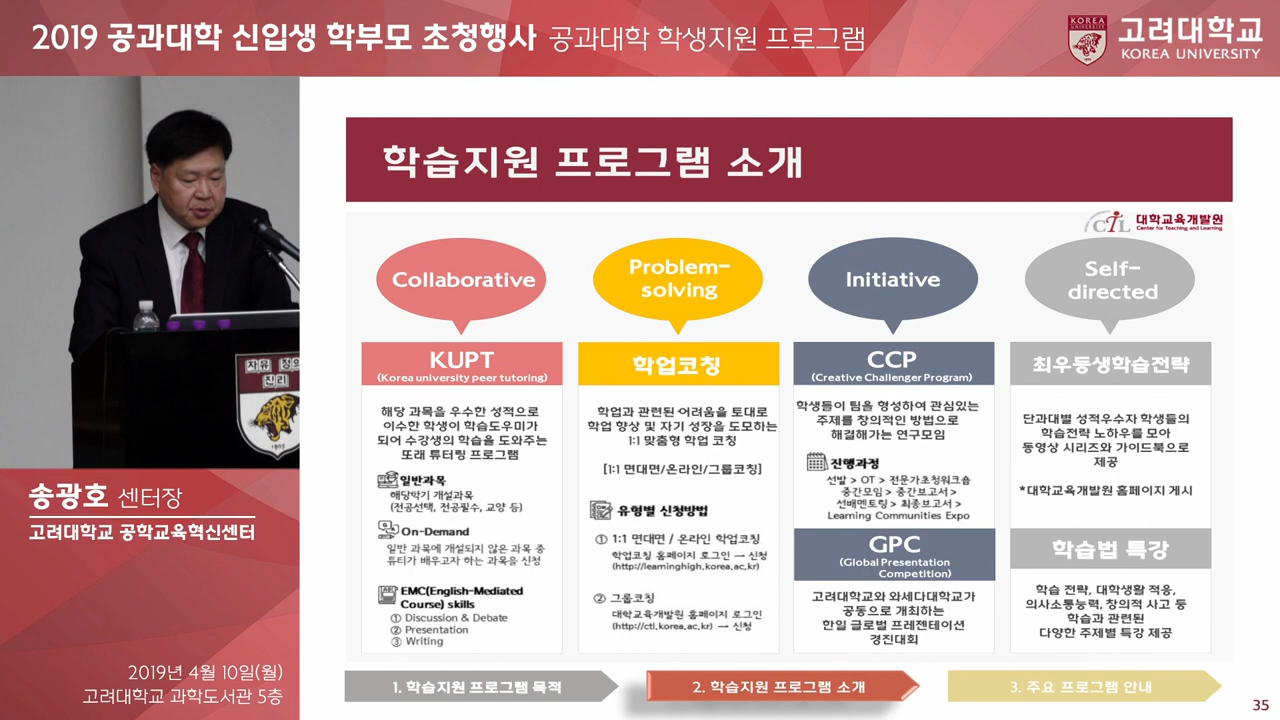 2019 공과대학 신입생 학부모 초청행사 공과대학 학생지원 프로그램
KOREA
UNIVERSITY
1905
고려대학교
KOREA UNIVERSITY
학습지원 프로그램 소개
CTL 대학교육개발원
Center for Teaching and Learning
Collaborative
KUPT
(Korea university peer tutoring)
해당 과목을 우수한 성적으로
이수한 학생이 학습도우미가
되어 수강생의 학습을 도와주는
또래 튜터링 프로그램
일반과목
해당학기 개설과목
(전공선택, 전공필수, 교양 등)
On-Demand
일반 과목에 개설되지 않은 과목 중
튜티가 배우고자 하는 과목을 신청
EMC(English-Mediated
Course) skills
① Discussion & Debate
② Presentation
③ Writing
Problem-
solving
학업코칭
학업과 관련된 어려움을 토대로
학업 향상 및 자기 성장을 도모하는
1:1 맞춤형 학업 코칭
[1:1 면대면/온라인/그룹코칭]
유형별 신청방법
① 1:1 면대면 / 온라인 학업코칭
학업코칭 홈페이지 로그인 → 신청
(http://learninghigh.korea.ac.kr)
② 그룹코칭
대학교육개발원 홈페이지 로그인
(http://ctl.korea.ac.kr) → 신청
Initiative
CCP
(Creative Challenger Program)
학생들이 팀을 형성하여 관심있는
주제를 창의적인 방법으로
해결해가는 연구모임
진행과정
선발 > OT > 전문가초청워크숍
중간모임 > 중간보고서 >
선배멘토링 > 최종보고서 >
Learning Communities Expo
GPC
(Global Presentation
Competition)
고려대학교와 와세다대학교가
공동으로 개최하는
한일 글로벌 프레젠테이션
경진대회
Self-
directed
최우등생학습전략
단과대별 성적우수자 학생들의
학습전략 노하우를 모아
동영상 시리즈와 가이드북으로
제공
*대학교육개발원 홈페이지 게시
학습법 특강
학습 전략, 대학생활 적응,
의사소통능력, 창의적 사고 등
학습과 관련된
다양한 주제별 특강 제공
자유 정의
진리
1905
송광호 센터장
고려대학교 공학교육혁신센터
2019년 4월 10일(월)
고려대학교 과학도서관 5층
1. 학습지원 프로그램 목적
2. 학습지원 프로그램 소개
3. 주요 프로그램 안내
35